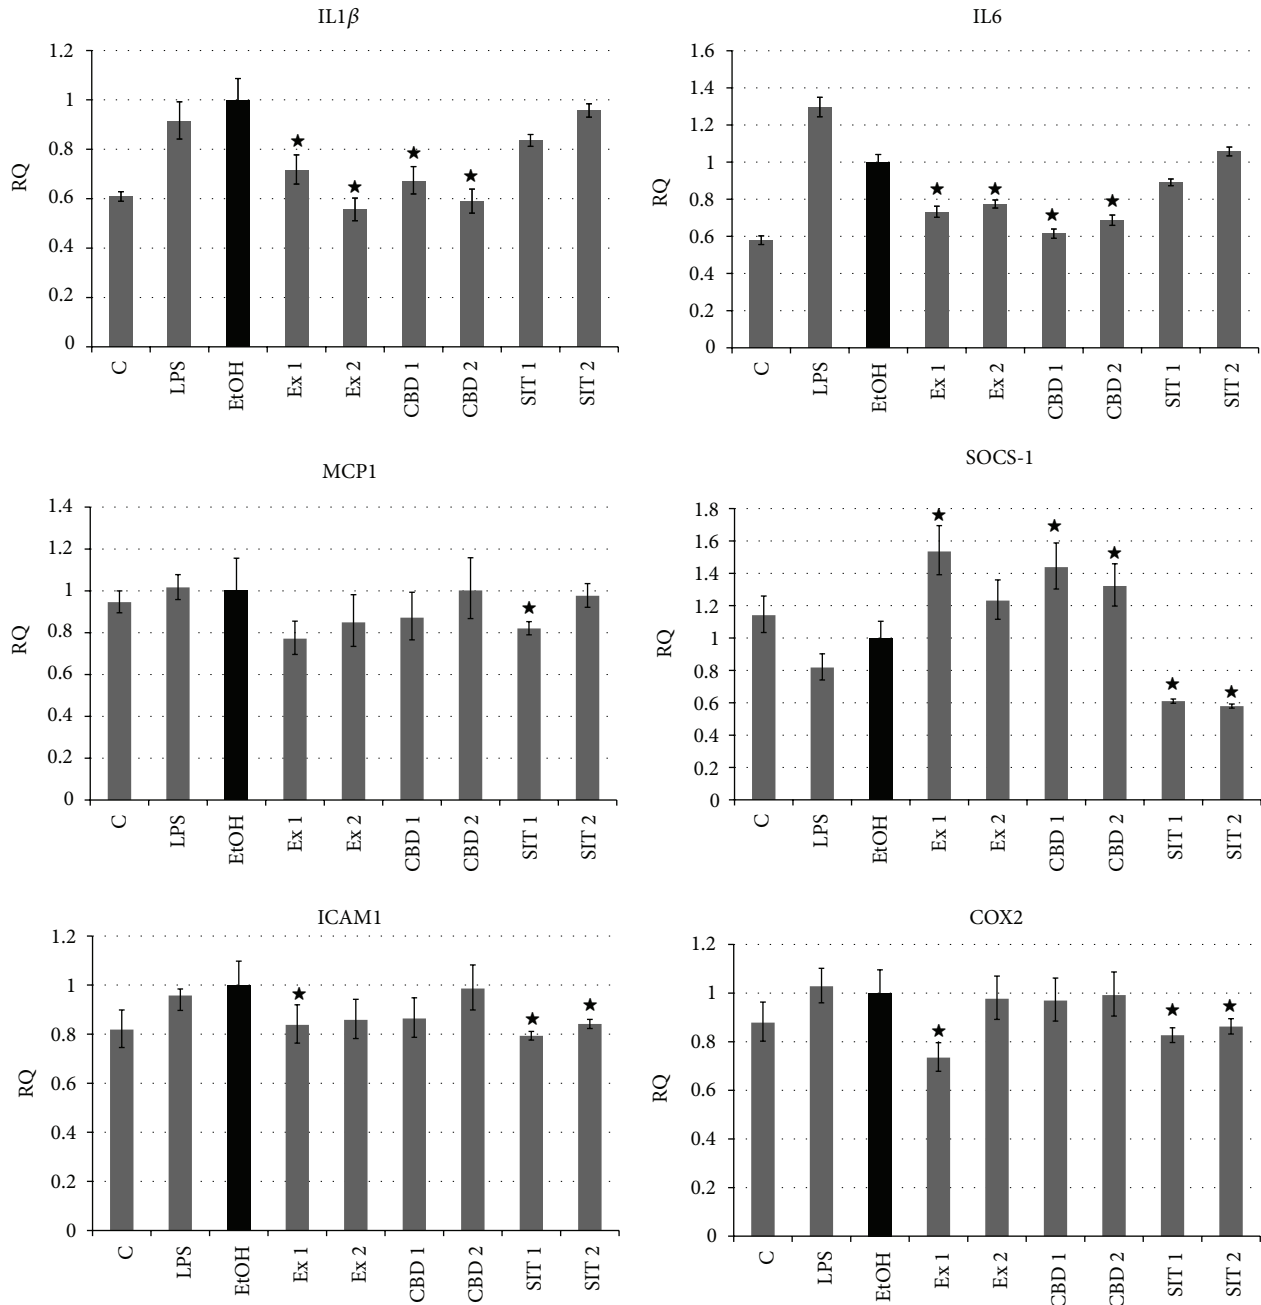 IL1β
1.2
1
0.8
0.6
0.4
0.2
0
RQ
C
LPS
EtOH
Ex 1
Ex 2
CBD 1
CBD 2
SIT 1
SIT 2
IL6
1.6
1.4
1.2
1
0.8
0.6
0.4
0.2
0
RQ
C
LPS
EtOH
Ex 1
Ex 2
CBD 1
CBD 2
SIT 1
SIT 2
MCP1
1.4
1.2
1
0.8
0.6
0.4
0.2
0
RQ
C
LPS
EtOH
Ex 1
Ex 2
CBD 1
CBD 2
SIT 1
SIT 2
SOCS-1
1.8
1.6
1.4
1.2
1
0.8
0.6
0.4
0.2
0
RQ
C
LPS
EtOH
Ex 1
Ex 2
CBD 1
CBD 2
SIT 1
SIT 2
ICAM1
1.2
1
0.8
0.6
0.4
0.2
0
RQ
C
LPS
EtOH
Ex 1
Ex 2
CBD 1
CBD 2
SIT 1
SIT 2
COX2
1.2
1
0.8
0.6
0.4
0.2
0
RQ
C
LPS
EtOH
Ex 1
Ex 2
CBD 1
CBD 2
SIT 1
SIT 2